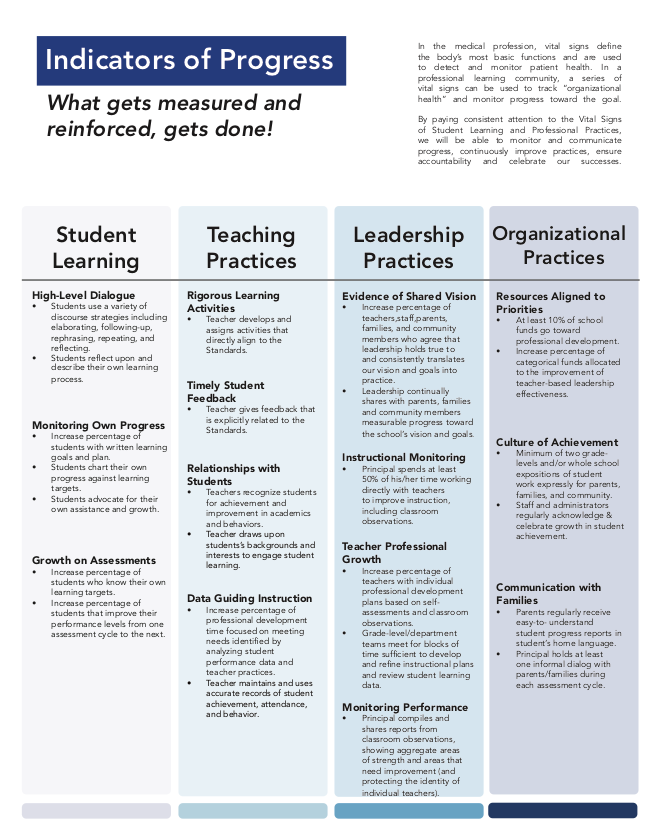 Indicators of Progress
What gets measured and
reinforced, gets done!
In the medical profession, vital signs define
the body's most basic functions and are used
to detect and monitor patient health. In a
professional learning community, a series of
vital signs can be used to track "organizational
health" and monitor progress toward the goal.
By paying consistent attention to the Vital Signs
of Student Learning and Professional Practices,
we will be able to monitor and communicate
progress, continuously improve practices, ensure
accountability and celebrate our successes.
Student
Learning
High-Level Dialogue
• Students use a variety of
discourse strategies including
elaborating, following-up,
rephrasing, repeating, and
reflecting.
• Students reflect upon and
describe their own learning
process.
Monitoring Own Progress
• Increase percentage of
students with written learning
goals and plan.
• Students chart their own
progress against learning
targets.
• Students advocate for their
own assistance and growth.
Growth on Assessments
• Increase percentage of
students who know their own
learning targets.
• Increase percentage of
students that improve their
performance levels from one
assessment cycle to the next.
Teaching
Practices
Rigorous Learning
Activities
• Teacher develops and
assigns activities that
directly align to the
Standards.
Timely Student
Feedback
• Teacher gives feedback that
is explicitly related to the
Standards.
Relationships with
Students
• Teachers recognize students
for achievement and
improvement in academics
and behaviors.
• Teacher draws upon
students's backgrounds and
interests to engage student
learning.
Data Guiding Instruction
• Increase percentage of
professional development
time focused on meeting
needs identified by
analyzing student
performance data and
teacher practices.
• Teacher maintains and uses
accurate records of student
achievement, attendance,
and behavior.
Leadership
Practices
Evidence of Shared Vision
• Increase percentage of
teachers,staff,parents,
families, and community
members who agree that
leadership holds true to
and consistently translates
our vision and goals into
practice.
• Leadership continually
shares with parents, families
and community members
measurable progress toward
the school's vision and goals.
Instructional Monitoring
• Principal spends at least
50% of his/her time working
directly with teachers
to improve instruction,
including classroom
observations.
Teacher Professional
Growth
• Increase percentage of
teachers with individual
professional development
plans based on self-
assessments and classroom
observations.
• Grade-level/department
teams meet for blocks of
time sufficient to develop
and refine instructional plans
and review student learning
data.
Monitoring Performance
• Principal compiles and
shares reports from
classroom observations,
showing aggregate areas
of strength and areas that
need improvement (and
protecting the identity of
individual teachers).
Organizational
Practices
Resources Aligned to
Priorities
• At least 10% of school
funds go toward
professional development.
• Increase percentage of
categorical funds allocated
to the improvement of
teacher-based leadership
effectiveness.
Culture of Achievement
• Minimum of two grade-
levels and/or whole school
expositions of student
work expressly for parents,
families, and community.
• Staff and administrators
regularly acknowledge &
celebrate growth in student
achievement.
Communication with
Families
• Parents regularly receive
easy-to- understand
student progress reports in
student's home language.
• Principal holds at least
one informal dialog with
parents/families during
each assessment cycle.